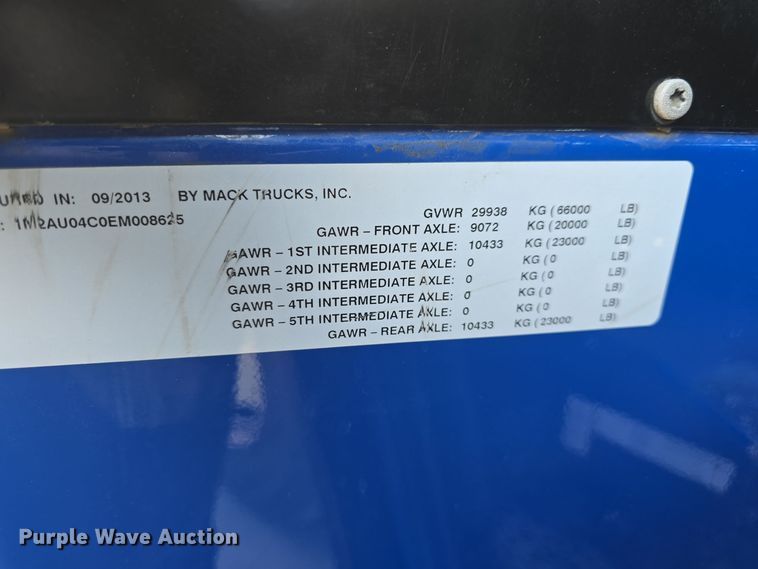 IN: 09/2013 BY MACK TRUCKS, INC.
: 1M2AU04C0EM008625
GVWR 29938 KG ( 66000 LB)
GAWR – FRONT AXLE: 9072 KG ( 20000 LB)
GAWR – 1ST INTERMEDIATE AXLE: 10433 KG ( 23000 LB)
GAWR – 2ND INTERMEDIATE AXLE: 0 KG ( 0 LB)
GAWR – 3RD INTERMEDIATE AXLE: 0 KG ( 0 LB)
GAWR – 4TH INTERMEDIATE AXLE: 0 KG ( 0 LB)
GAWR – 5TH INTERMEDIATE AXLE: 0 KG ( 0 LB)
GAWR – REAR AXLE: 10433 KG ( 23000 LB)
Purple Wave Auction